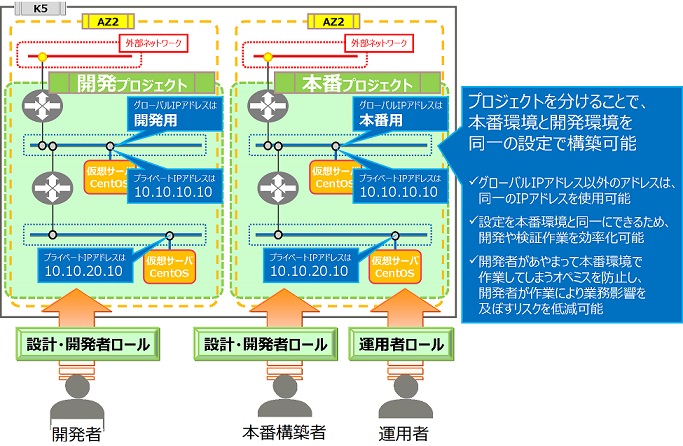 K5
AZ2
外部ネットワーク
開発プロジェクト
グローバルIPアドレスは
開発用
仮想サーバ
CentOS
プライベートIPアドレスは
10.10.10.10
プライベートIPアドレスは
10.10.20.10
仮想サーバ
CentOS
AZ2
外部ネットワーク
本番プロジェクト
グローバルIPアドレスは
本番用
仮想サーバ
CentOS
プライベートIPアドレスは
10.10.10.10
プライベートIPアドレスは
10.10.20.10
仮想サーバ
CentOS
プロジェクトを分けることで、
本番環境と開発環境を
同一の設定で構築可能
✓グローバルIPアドレス以外のアドレスは、
同一のIPアドレスを使用可能
✓設定を本番環境と同一にできるため、
開発や検証作業を効率化可能
✓開発者があやまって本番環境で
作業してしまうオペミスを防止し、
開発者が作業により業務影響を
及ぼすリスクを低減可能
設計・開発者ロール
設計・開発者ロール
運用者ロール
開発者
本番構築者
運用者